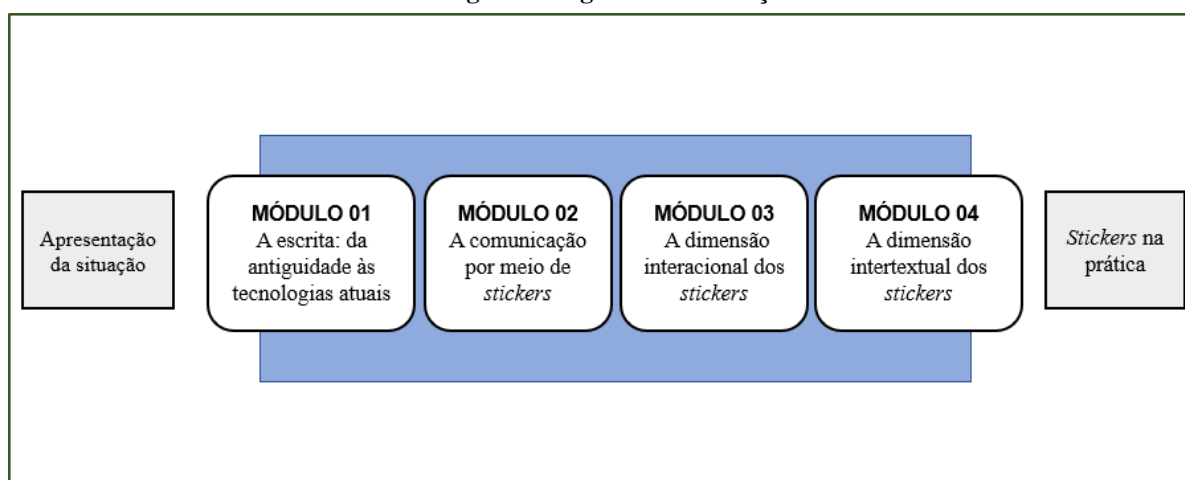 Apresentação
da situação
MÓDULO 01
A escrita: da
antiguidade às
tecnologias atuais
MÓDULO 02
A comunicação
por meio de
stickers
MÓDULO 03
A dimensão
interacional dos
stickers
MÓDULO 04
A dimensão
intertextual dos
stickers
Stickers na
prática